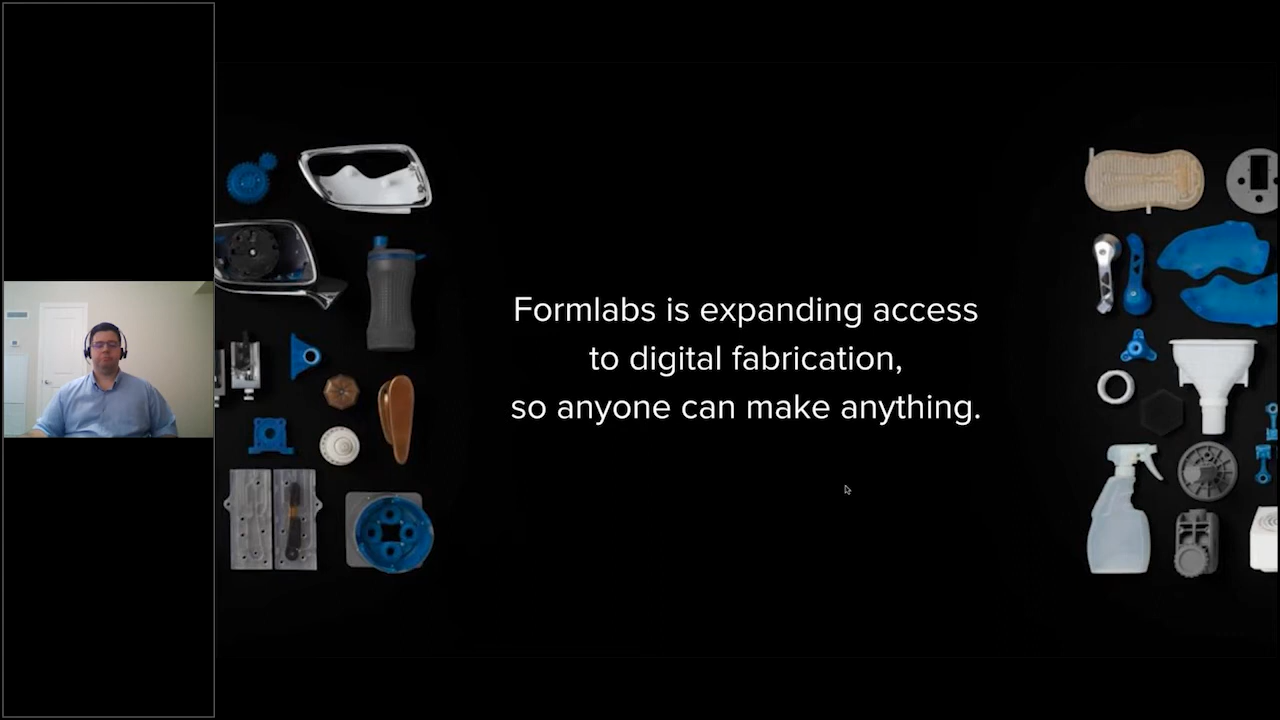 Formlabs is expanding access
to digital fabrication,
so anyone can make anything.